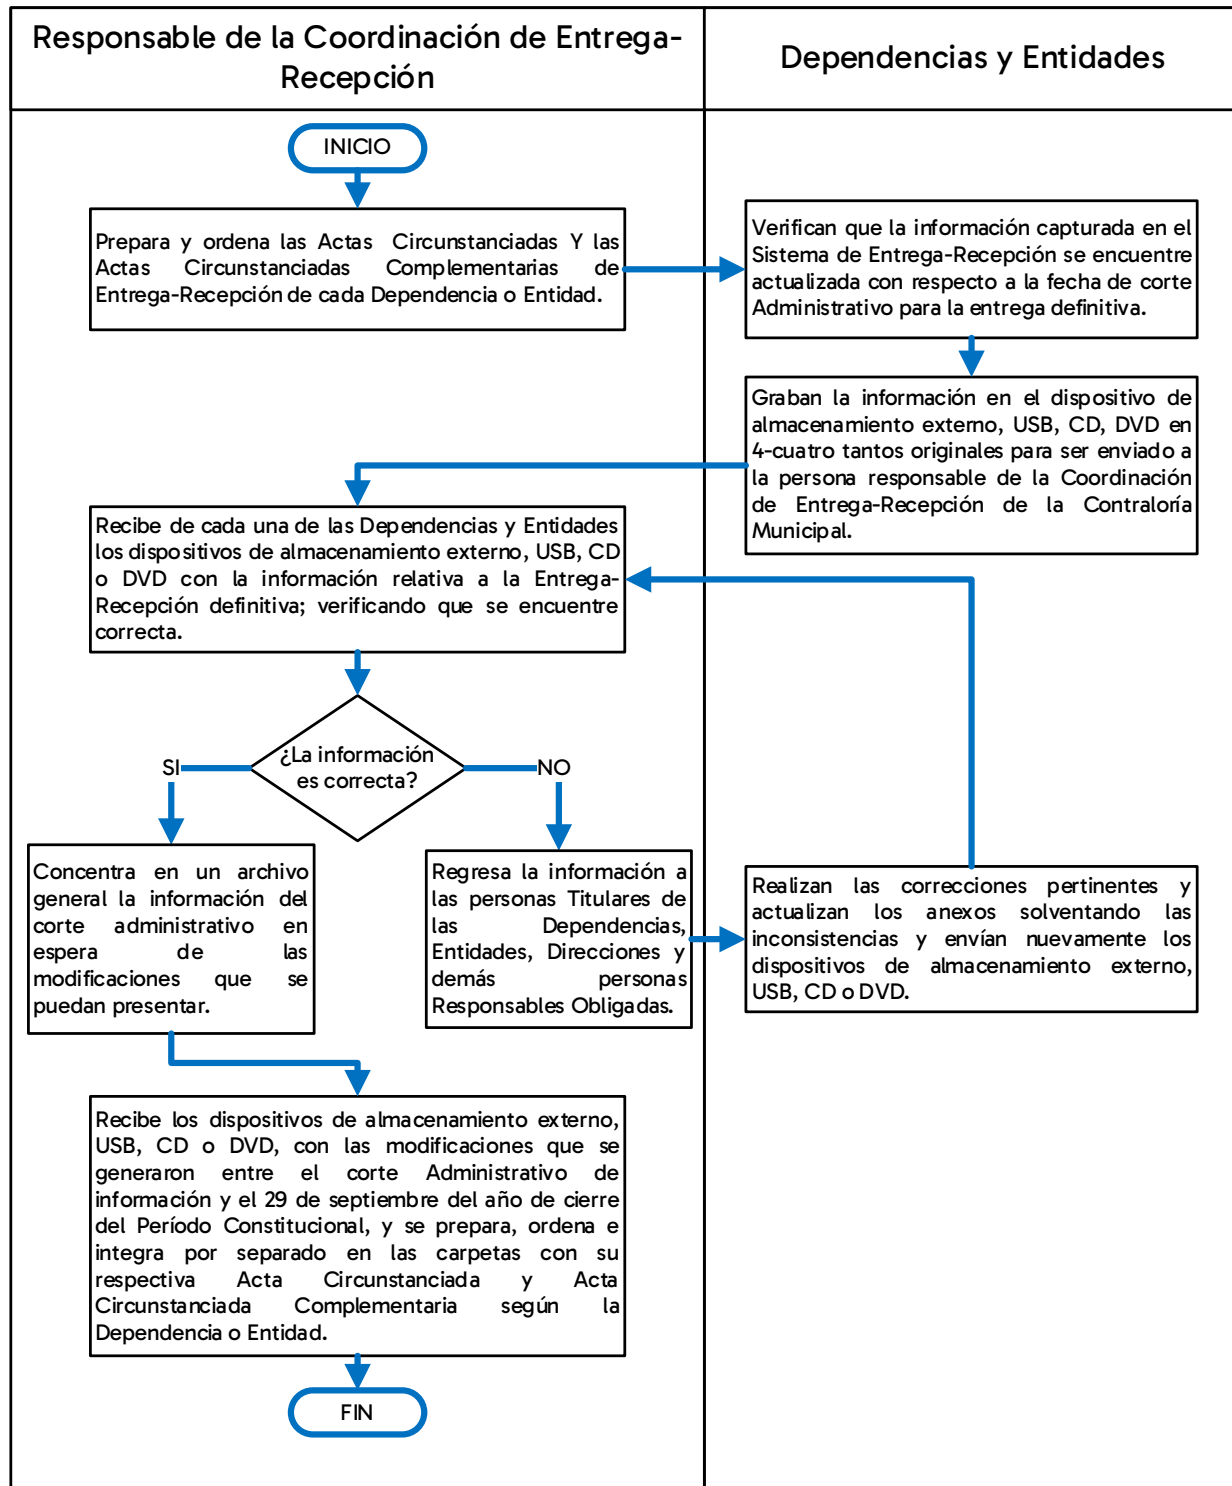 Responsable de la Coordinación de Entrega-
Recepción
Dependencias y Entidades
INICIO
Prepara y ordena las Actas Circunstanciadas Y las
Actas Circunstanciadas Complementarias de
Entrega-Recepción de cada Dependencia o Entidad.
Verifican que la información capturada en el
Sistema de Entrega-Recepción se encuentre
actualizada con respecto a la fecha de corte
Administrativo para la entrega definitiva.
Graban la información en el dispositivo de
almacenamiento externo, USB, CD, DVD en
4-cuatro tantos originales para ser enviado a
la persona responsable de la Coordinación
de Entrega-Recepción de la Contraloría
Municipal.
Recibe de cada una de las Dependencias y Entidades
los dispositivos de almacenamiento externo, USB, CD
o DVD con la información relativa a la Entrega-
Recepción definitiva; verificando que se encuentre
correcta.
¿La información
es correcta?
SI
NO
Concentra en un archivo
general la información del
corte administrativo en
espera de las
modificaciones que se
puedan presentar.
Regresa la información a
las personas Titulares de
las Dependencias,
Entidades, Direcciones y
demás personas
Responsables Obligadas.
Realizan las correcciones pertinentes y
actualizan los anexos solventando las
inconsistencias y envían nuevamente los
dispositivos de almacenamiento externo,
USB, CD o DVD.
Recibe los dispositivos de almacenamiento externo,
USB, CD o DVD, con las modificaciones que se
generaron entre el corte Administrativo de
información y el 29 de septiembre del año de cierre
del Período Constitucional, y se prepara, ordena e
integra por separado en las carpetas con su
respectiva Acta Circunstanciada y Acta
Circunstanciada Complementaria según la
Dependencia o Entidad.
FIN